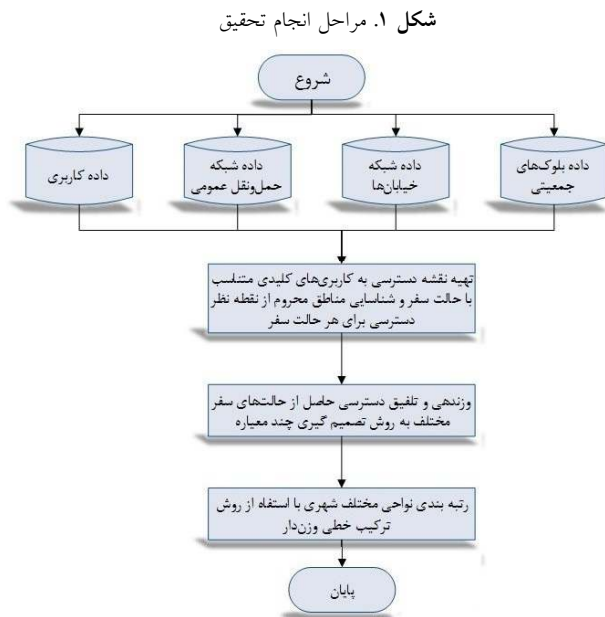 شکل ۱. مراحل انجام تحقیق
شروع
داده بلوک‌های
جمعیتی
داده شبکه
خیابان‌ها
داده شبکه
حمل‌ونقل عمومی
داده کاربری
تهیه نقشه دسترسی به کاربری‌های کلیدی متناسب
با حالت سفر و شناسایی مناطق محروم از نقطه نظر
دسترسی برای هر حالت سفر
وزندهی و تلفیق دسترسی حاصل از حالت‌های سفر
مختلف به روش تصمیم گیری چند معیاره
رتبه بندی نواحی مختلف شهری با استفاه از روش
ترکیب خطی وزن‌دار
پایان